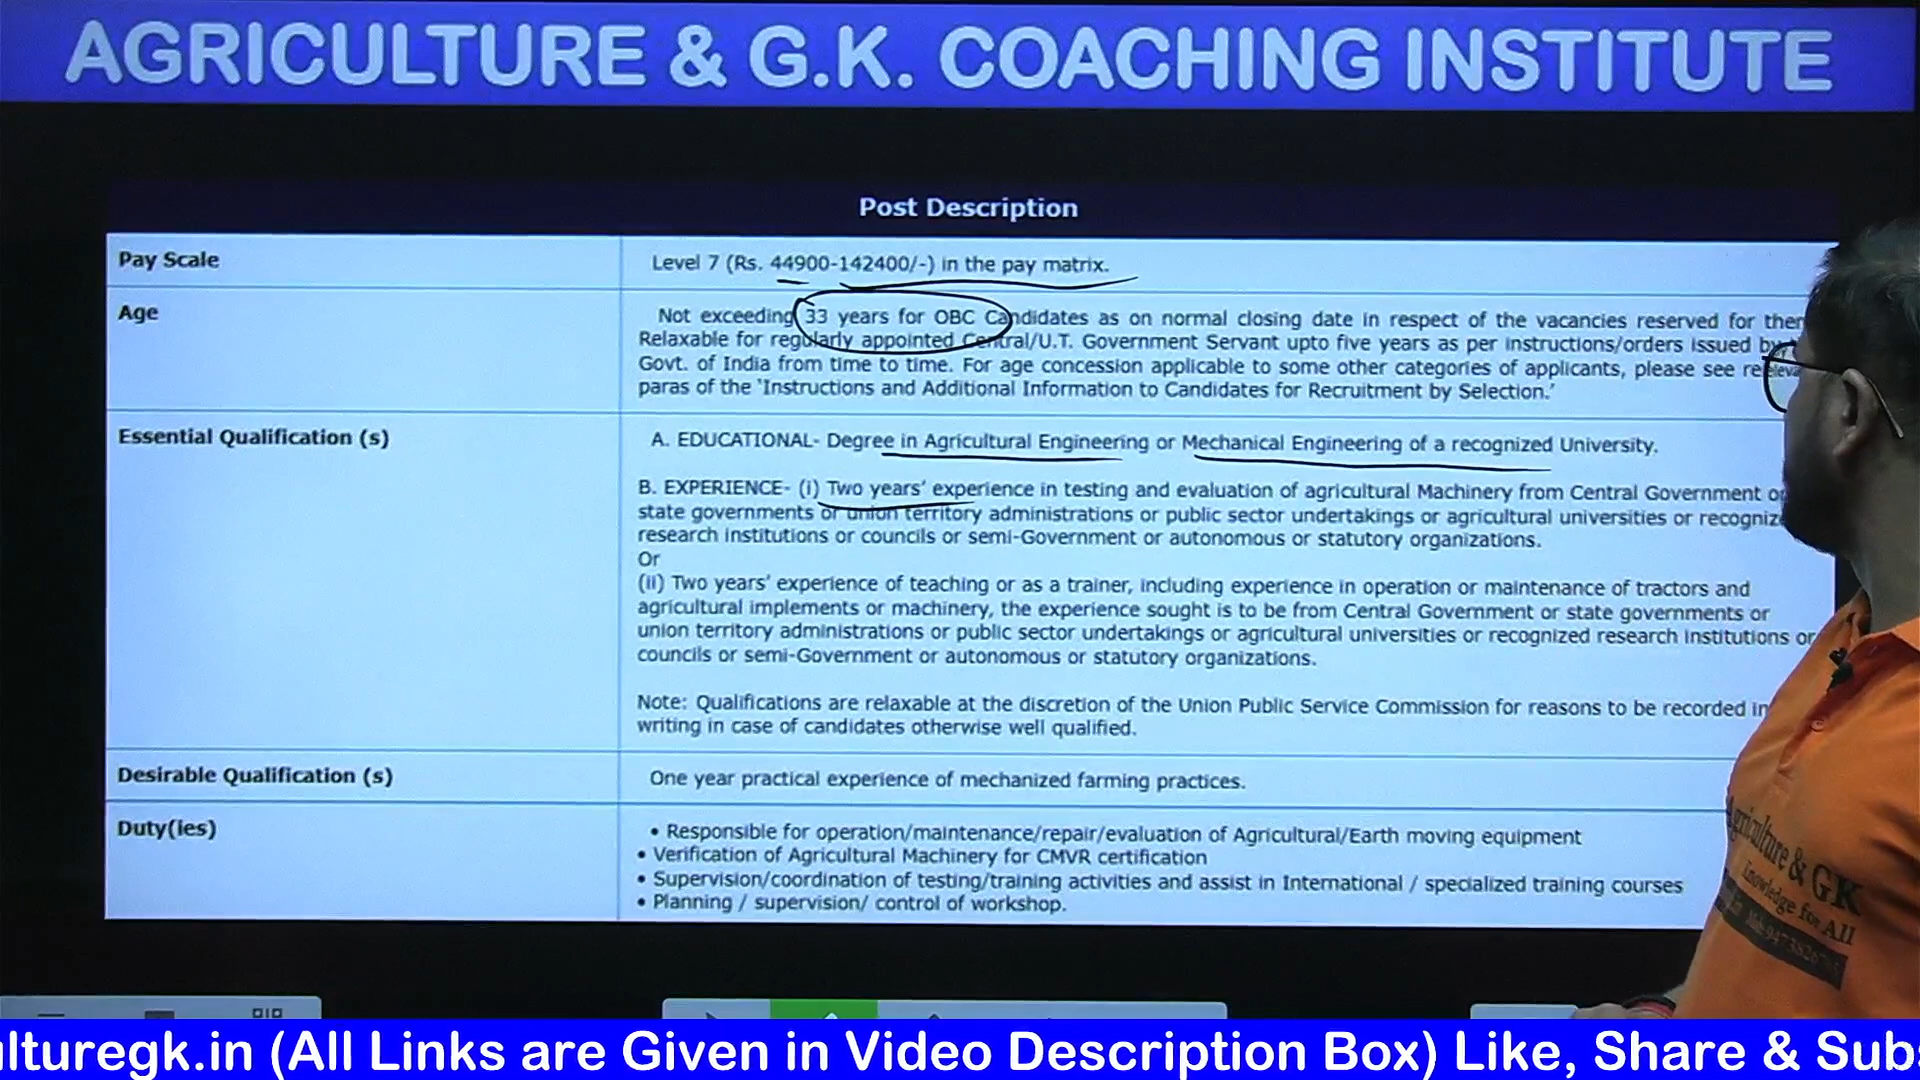 AGRICULTURE & G.K. COACHING INSTITUTE
Post Description
Pay Scale
Level 7 (Rs. 44900-142400/-) in the pay matrix.
Age
Not exceeding 33 years for OBC Candidates as on normal closing date in respect of the vacancies reserved for
Relaxable for regularly appointed Central/U.T. Government Servant upto five years as per instructions/orders issued by
Govt. of India from time to time. For age concession applicable to some other categories of applicants, please see
paras of the 'Instructions and Additional Information to Candidates for Recruitment by Selection.'
Essential Qualification (s)
A. EDUCATIONAL- Degree in Agricultural Engineering or Mechanical Engineering of a recognized University.
B. EXPERIENCE- (i) Two years' experience in testing and evaluation of agricultural Machinery from Central Government or
state governments or union territory administrations or public sector undertakings or agricultural universities or
research institutions or councils or semi-Government or autonomous or statutory organizations.
Or
(ii) Two years' experience of teaching or as a trainer, including experience in operation or maintenance of tractors and
agricultural implements or machinery, the experience sought is to be from Central Government or state governments or
union territory administrations or public sector undertakings or agricultural universities or recognized research institutions or
councils or semi-Government or autonomous or statutory organizations.
Note: Qualifications are relaxable at the discretion of the Union Public Service Commission for reasons to be recorded in
writing in case of candidates otherwise well qualified.
Desirable Qualification (s)
One year practical experience of mechanized farming practices.
Duty(ies)
• Responsible for operation/maintenance/repair/evaluation of Agricultural/Earth moving equipment
• Verification of Agricultural Machinery for CMVR certification
• Supervision/coordination of testing/training activities and assist in International / specialized training courses
• Planning / supervision/ control of workshop.
Agriculture & GK
Knowledge for All
lturegk.in (All Links are Given in Video Description Box) Like, Share & Sub